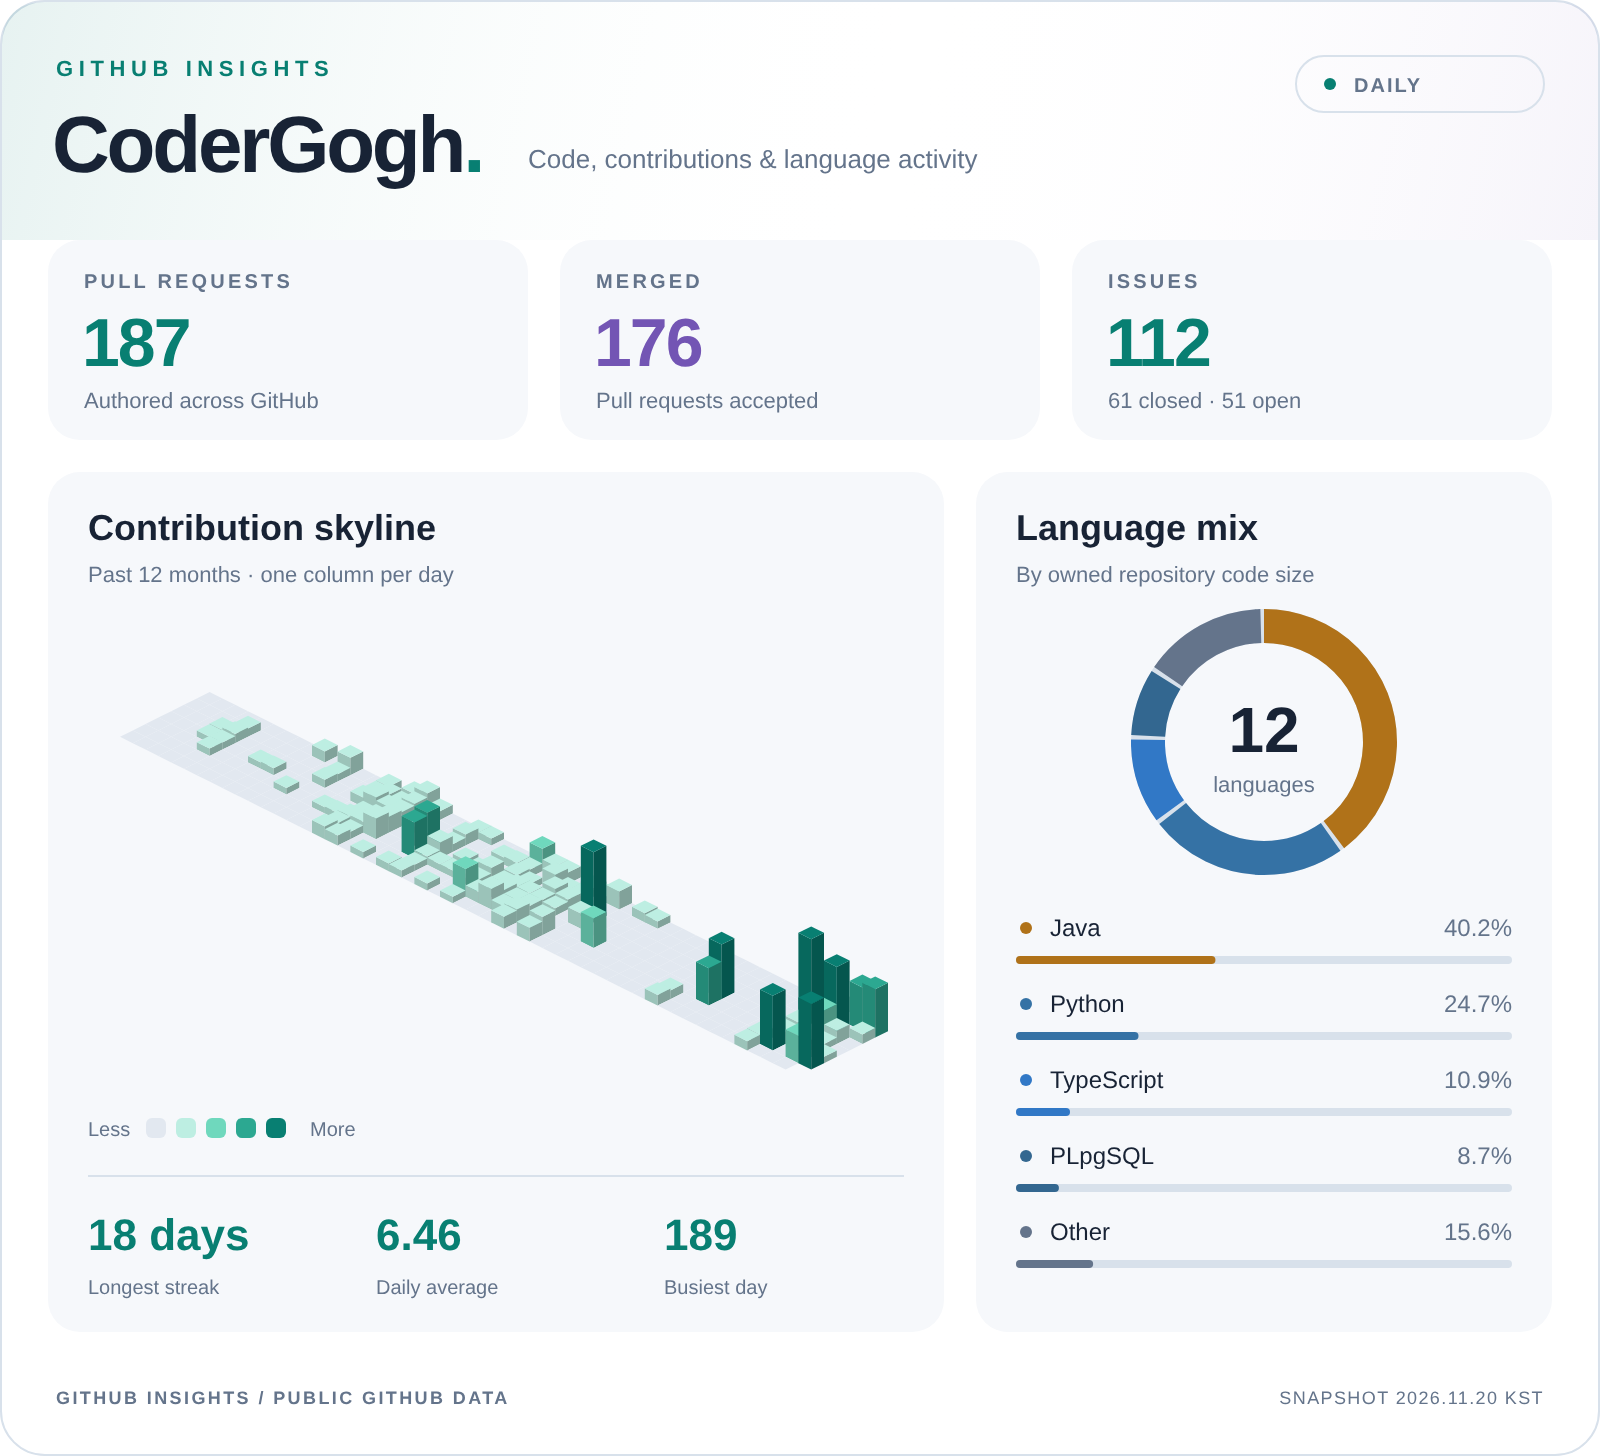 GITHUB INSIGHTS
DAILY
CoderGogh.
Code, contributions & language activity
PULL REQUESTS
187
Authored across GitHub
MERGED
176
Pull requests accepted
ISSUES
112
61 closed · 51 open
Contribution skyline
Past 12 months · one column per day
Less
More
18 days
Longest streak
6.46
Daily average
189
Busiest day
Language mix
By owned repository code size
12
languages
Java 40.2%
Python 24.7%
TypeScript 10.9%
PLpgSQL 8.7%
Other 15.6%
GITHUB INSIGHTS / PUBLIC GITHUB DATA
SNAPSHOT 2026.11.20 KST